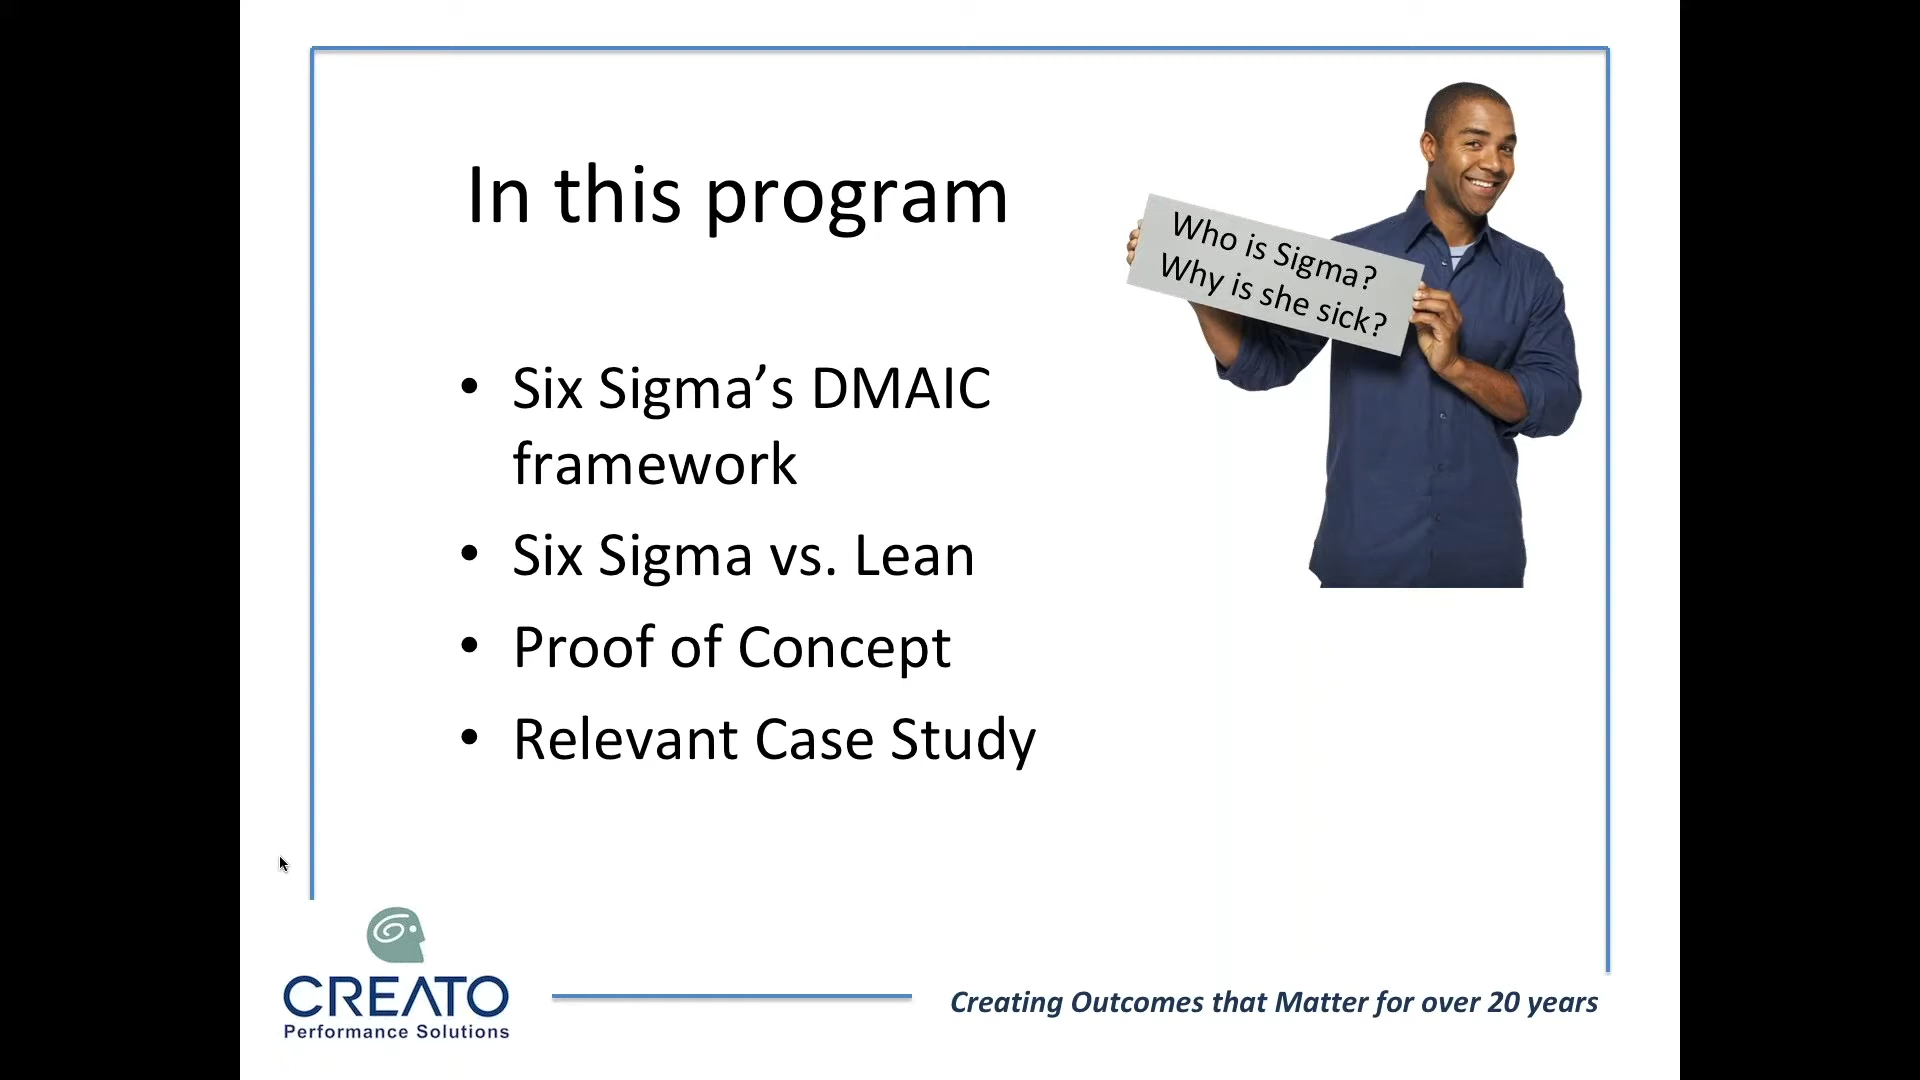 In this program
Who is Sigma?
Why is she sick?
• Six Sigma’s DMAIC
framework
• Six Sigma vs. Lean
• Proof of Concept
• Relevant Case Study
CREATO
Performance Solutions
Creating Outcomes that Matter for over 20 years